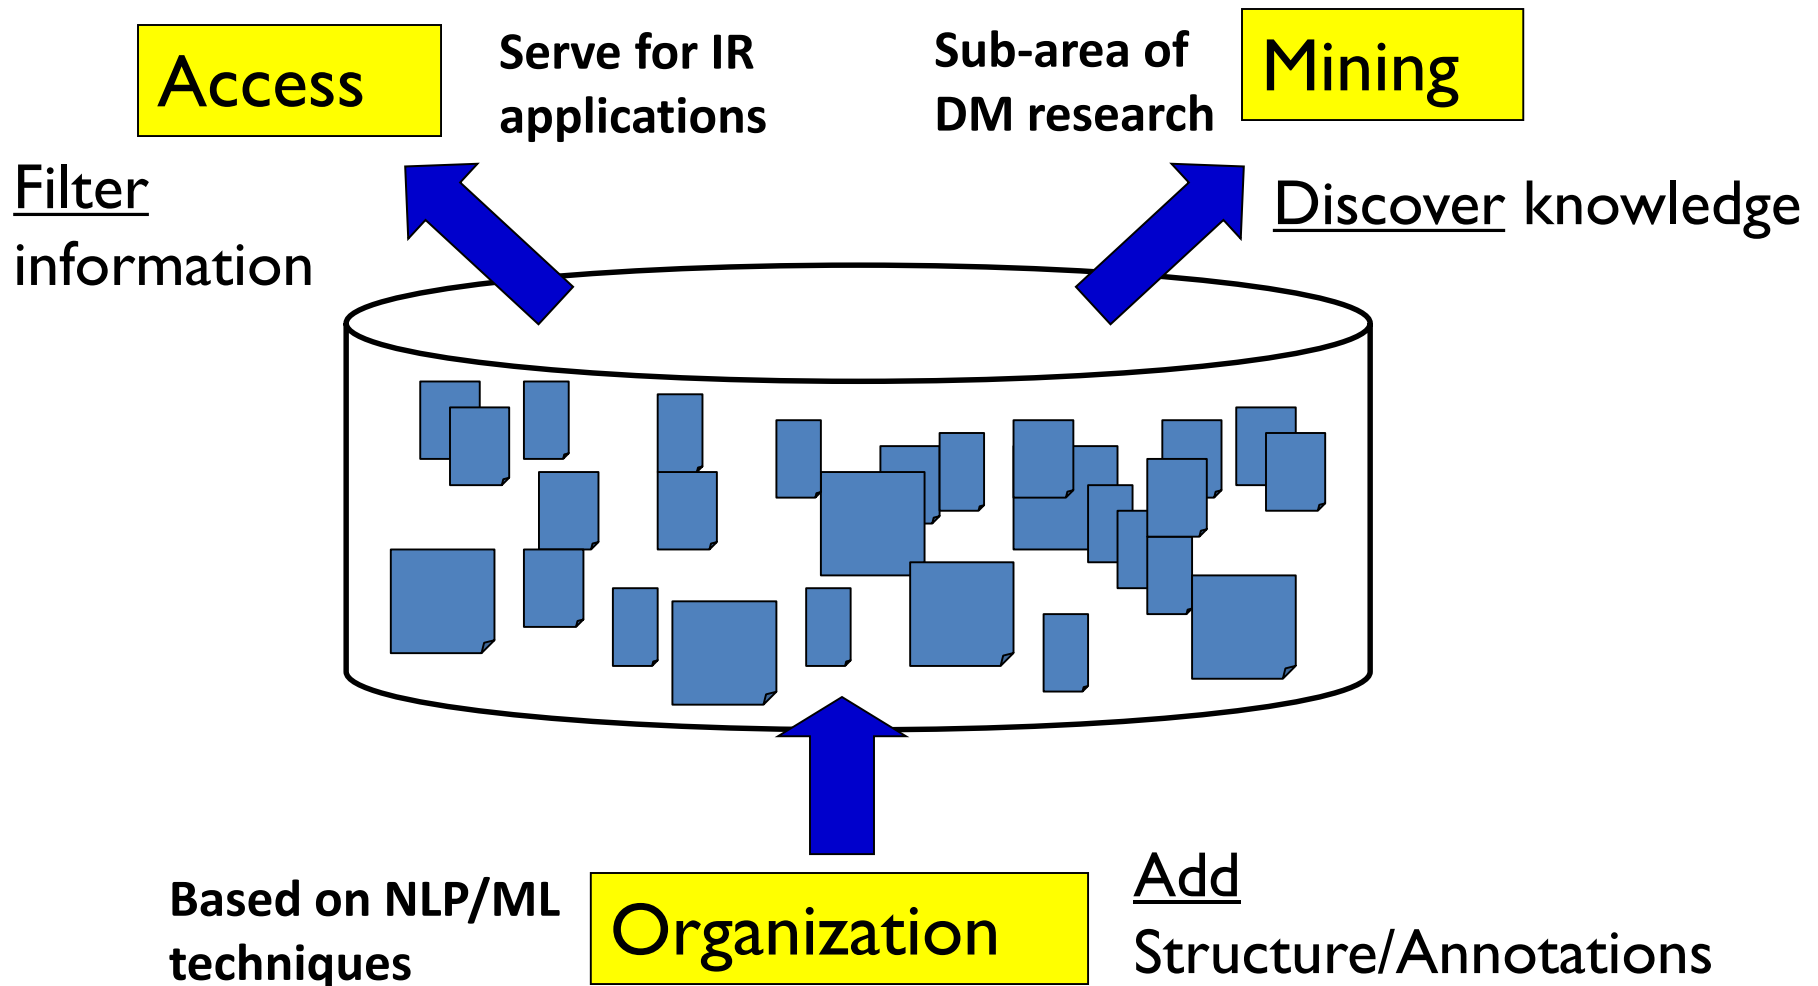 Access
Serve for IR
applications
Sub-area of
DM research
Mining
Filter
information
Discover knowledge
Based on NLP/ML
techniques
Organization
Add
Structure/Annotations